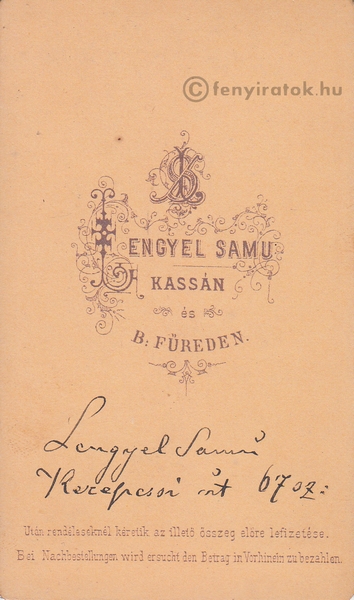 © fenyiratok.hu
LS
LENGYEL SAMU
KASSÁN
és
B: FÜREDEN.
Lengyel Samu
Kerepesi út 67 sz:
Után rendeléseknél kéretik az illető összeg előre lefizetése.
Bei Nachbestellungen wird ersucht den Betrag im Vorhinein zu bezahlen.